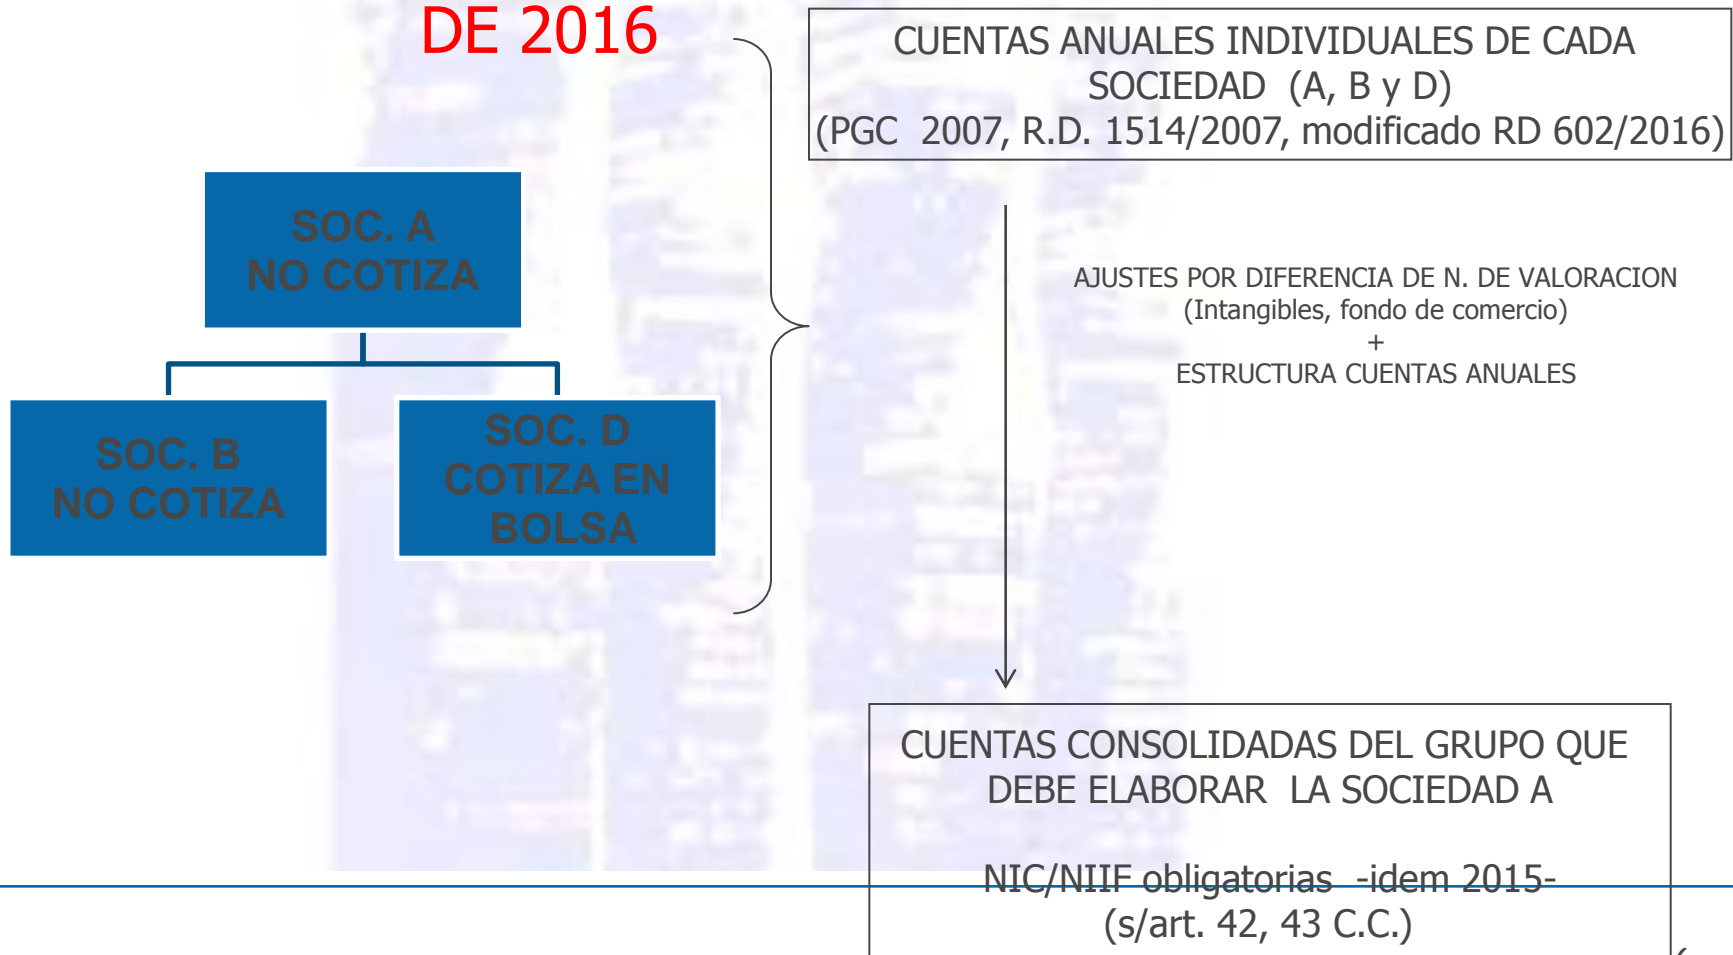 DE 2016
CUENTAS ANUALES INDIVIDUALES DE CADA
SOCIEDAD (A, B y D)
(PGC 2007, R.D. 1514/2007, modificado RD 602/2016)
SOC. A
NO COTIZA
SOC. B
NO COTIZA
SOC. D
COTIZA EN
BOLSA
AJUSTES POR DIFERENCIA DE N. DE VALORACION
(Intangibles, fondo de comercio)
+
ESTRUCTURA CUENTAS ANUALES
CUENTAS CONSOLIDADAS DEL GRUPO QUE
DEBE ELABORAR LA SOCIEDAD A
NIC/NIIF obligatorias -idem 2015-
(s/art. 42, 43 C.C.)